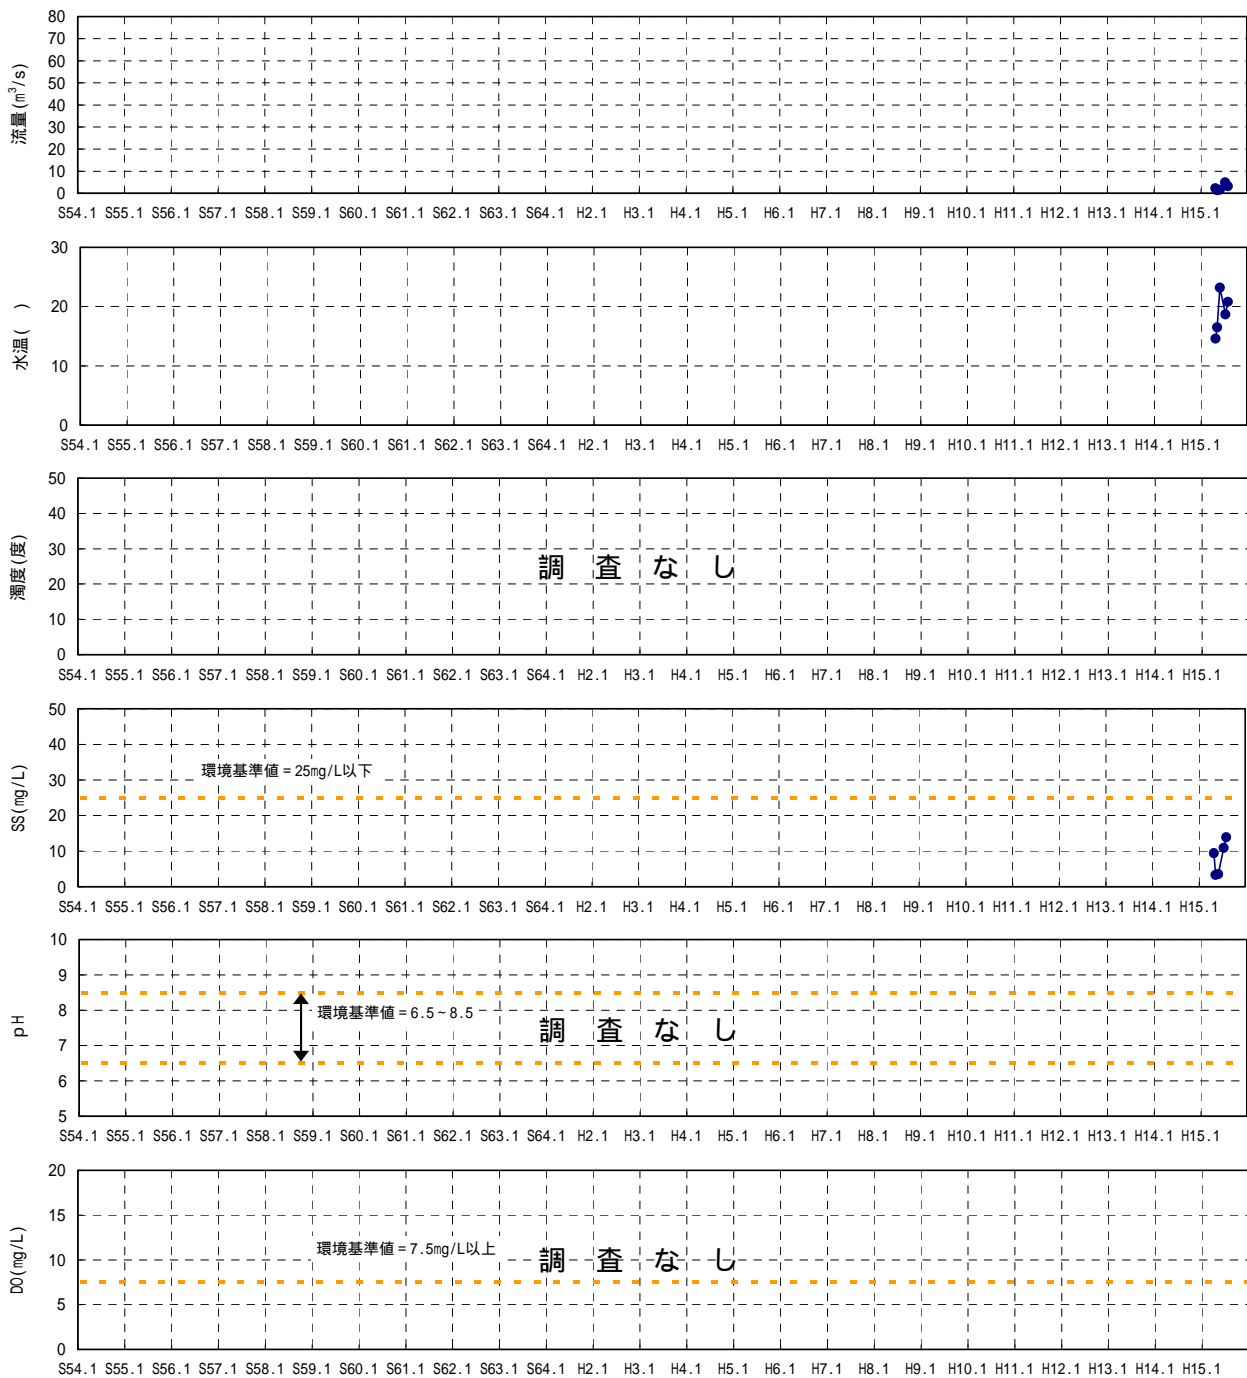 80
70
60
50
40
30
20
10
0
流量(m³/s)
S54.1 S55.1 S56.1 S57.1 S58.1 S59.1 S60.1 S61.1 S62.1 S63.1 S64.1 H2.1 H3.1 H4.1 H5.1 H6.1 H7.1 H8.1 H9.1 H10.1 H11.1 H12.1 H13.1 H14.1 H15.1
30
20
10
0
水温( )
S54.1 S55.1 S56.1 S57.1 S58.1 S59.1 S60.1 S61.1 S62.1 S63.1 S64.1 H2.1 H3.1 H4.1 H5.1 H6.1 H7.1 H8.1 H9.1 H10.1 H11.1 H12.1 H13.1 H14.1 H15.1
50
40
30
20
10
0
濁度(度)
調 査 な し
S54.1 S55.1 S56.1 S57.1 S58.1 S59.1 S60.1 S61.1 S62.1 S63.1 S64.1 H2.1 H3.1 H4.1 H5.1 H6.1 H7.1 H8.1 H9.1 H10.1 H11.1 H12.1 H13.1 H14.1 H15.1
50
40
30
20
10
0
SS(mg/L)
環境基準値=25mg/L以下
S54.1 S55.1 S56.1 S57.1 S58.1 S59.1 S60.1 S61.1 S62.1 S63.1 S64.1 H2.1 H3.1 H4.1 H5.1 H6.1 H7.1 H8.1 H9.1 H10.1 H11.1 H12.1 H13.1 H14.1 H15.1
10
9
8
7
6
5
pH
環境基準値=6.5~8.5
調 査 な し
S54.1 S55.1 S56.1 S57.1 S58.1 S59.1 S60.1 S61.1 S62.1 S63.1 S64.1 H2.1 H3.1 H4.1 H5.1 H6.1 H7.1 H8.1 H9.1 H10.1 H11.1 H12.1 H13.1 H14.1 H15.1
20
15
10
5
0
DO(mg/L)
環境基準値=7.5mg/L以上
調 査 な し
S54.1 S55.1 S56.1 S57.1 S58.1 S59.1 S60.1 S61.1 S62.1 S63.1 S64.1 H2.1 H3.1 H4.1 H5.1 H6.1 H7.1 H8.1 H9.1 H10.1 H11.1 H12.1 H13.1 H14.1 H15.1